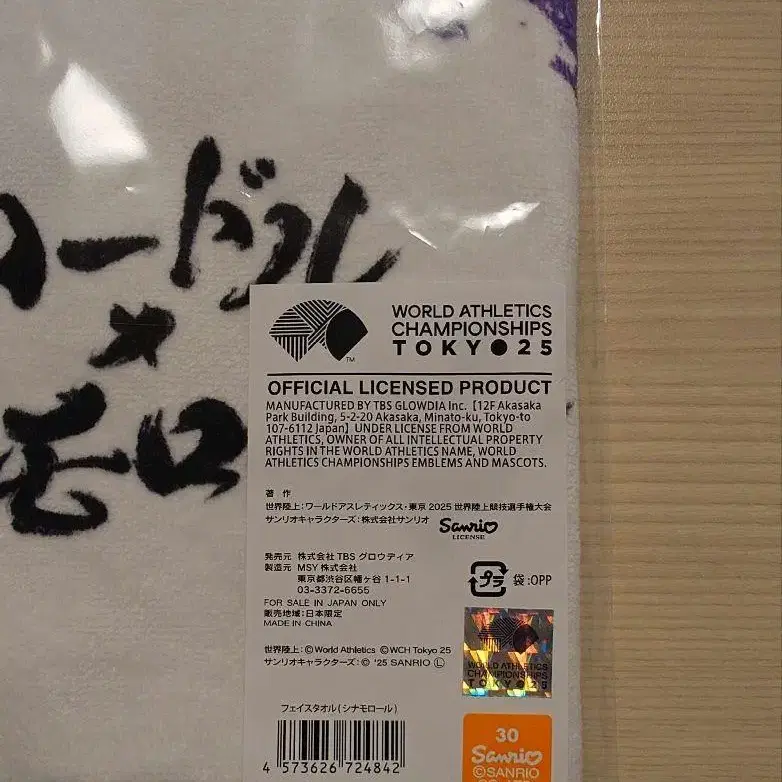 ロードル
×
モロ
WORLD ATHLETICS
CHAMPIONSHIPS
TOKYO25
TM
OFFICIAL LICENSED PRODUCT
MANUFACTURED BY TBS GLOWDIA Inc.【12F Akasaka
Park Building, 5-2-20 Akasaka, Minato-ku, Tokyo-to
107-6112 Japan】UNDER LICENSE FROM WORLD
ATHLETICS, OWNER OF ALL INTELLECTUAL PROPERTY
RIGHTS IN THE WORLD ATHLETICS NAME, WORLD
ATHLETICS CHAMPIONSHIPS EMBLEMS AND MASCOTS.
著 作
世界陸上：ワールドアスレティックス・東京 2025 世界陸上競技選手権大会
サンリオキャラクターズ：株式会社サンリオ
Sanrio
LICENSE
発売元 株式会社 TBS グロウディア
製造元 MSY 株式会社
東京都渋谷区幡ヶ谷 1-1-1
03-3372-6655
プラ 袋:OPP
FOR SALE IN JAPAN ONLY
販売地域：日本限定
MADE IN CHINA
世界陸上：©World Athletics ©WCH Tokyo 25
サンリオキャラクターズ：© '25 SANRIO Ⓛ
WORLD ATHLETICS
CHAMPIONSHIPS
TOKYO25
フェイスタオル(シナモロール)
4 573626 724842
30
Sanrio
©SANRIO